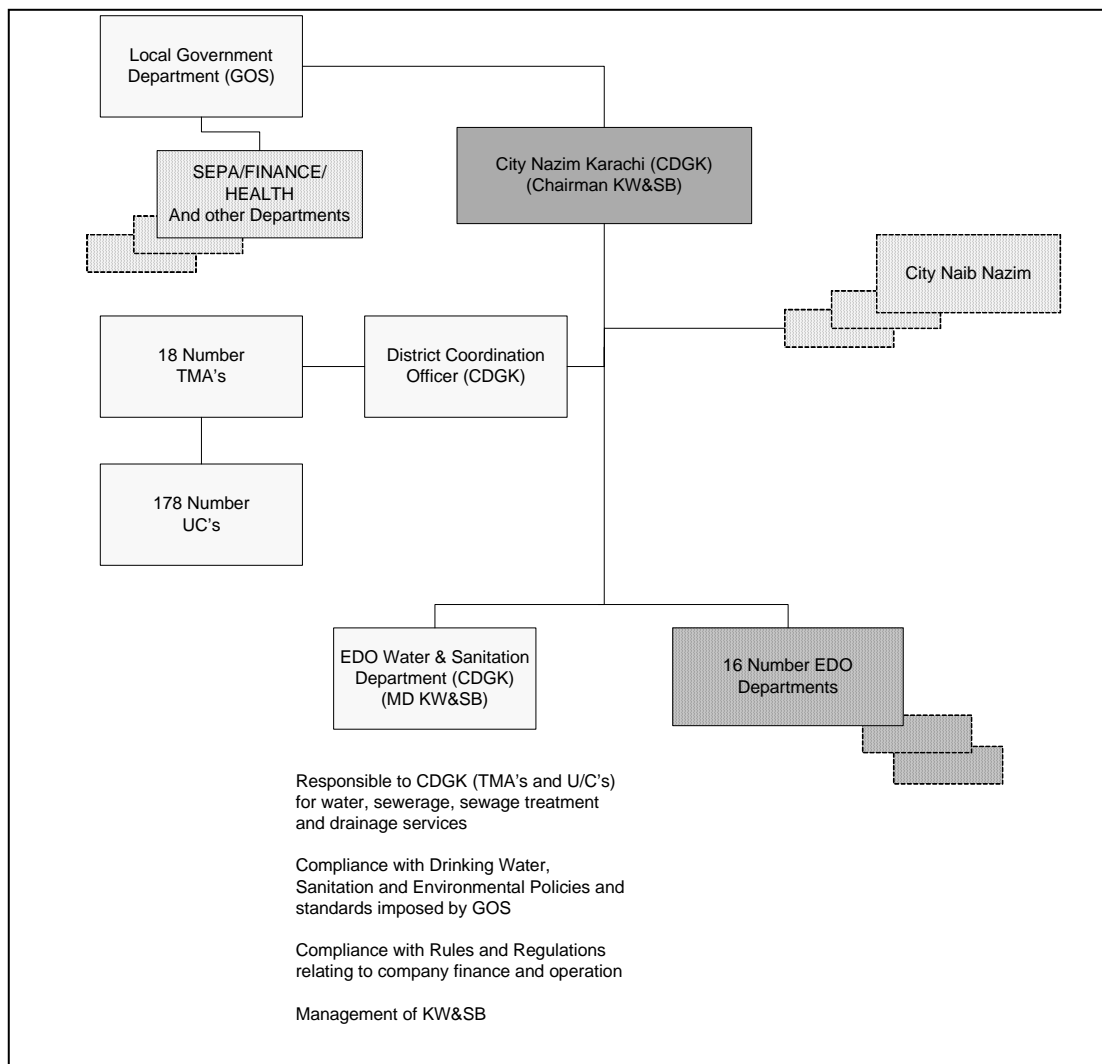 Local Government
Department (GOS)
City Nazim Karachi (CDGK)
(Chairman KW&SB)
SEPA/FINANCE/
HEALTH
And other Departments
City Naib Nazim
18 Number
TMA's
District Coordination
Officer (CDGK)
178 Number
UC's
EDO Water & Sanitation
Department (CDGK)
(MD KW&SB)
16 Number EDO
Departments
Responsible to CDGK (TMA's and U/C's)
for water, sewerage, sewage treatment
and drainage services
Compliance with Drinking Water,
Sanitation and Environmental Policies and
standards imposed by GOS
Compliance with Rules and Regulations
relating to company finance and operation
Management of KW&SB